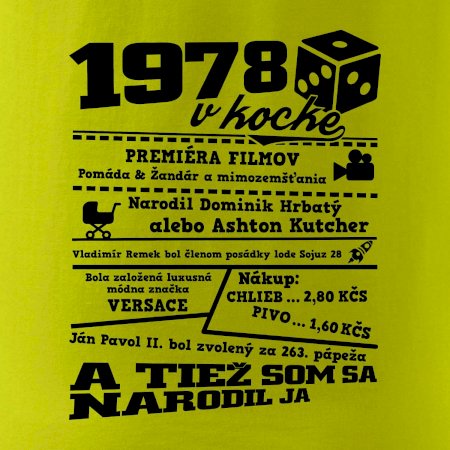 1978
v kocke
PREMIÉRA FILMOV
Pomáda & Žandár a mimozemšťania
Narodil Dominik Hrbatý
alebo Ashton Kutcher
Vladimír Remek bol členom posádky lode Sojuz 28
Bola založená luxusná
módna značka
VERSACE
Nákup:
CHLIEB ... 2,80 KČS
PIVO ... 1,60 KČS
Ján Pavol II. bol zvolený za 263. pápeža
A TIEŽ SOM SA
NARODIL JA